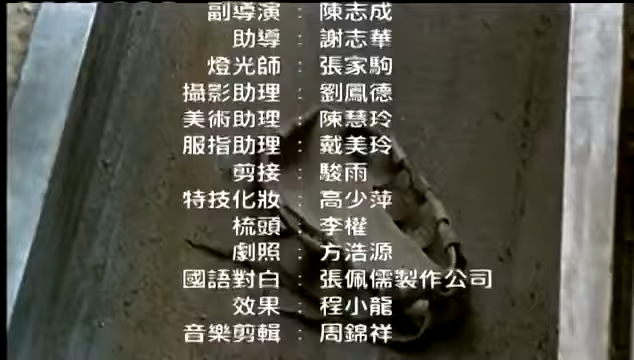 副導演：陳志成
助導：謝志華
燈光師：張家駒
攝影助理：劉鳳德
美術助理：陳慧玲
服指助理：戴美玲
剪接：駿雨
特技化妝：高少萍
梳頭：李權
劇照：方浩源
國語對白：張佩儒製作公司
效果：程小龍
音樂剪輯：周錦祥